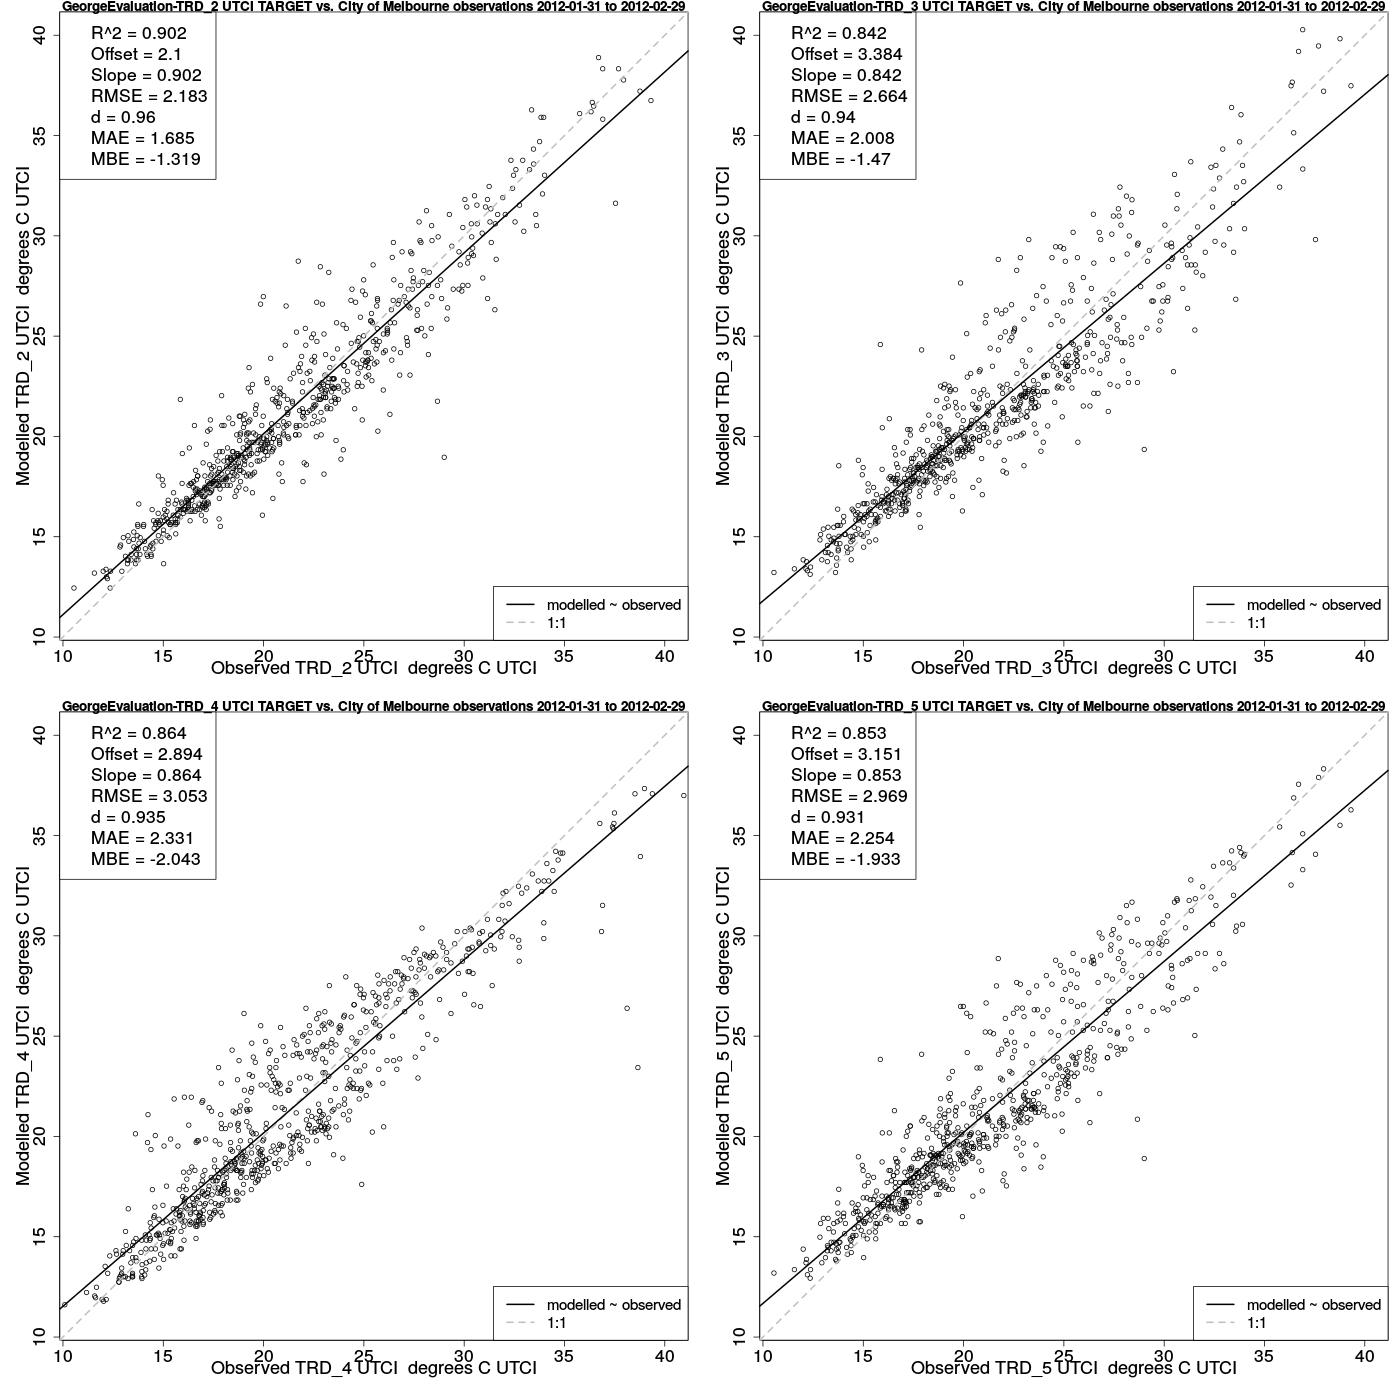 GeorgeEvaluation-TRD_2 UTCI TARGET vs. City of Melbourne observations 2012-01-31 to 2012-02-29
R^2 = 0.902
Offset = 2.1
Slope = 0.902
RMSE = 2.183
d = 0.96
MAE = 1.685
MBE = -1.319
Modelled TRD_2 UTCI degrees C UTCI
40
35
30
25
20
15
10
modelled ~ observed
1:1
10 15 20 25 30 35 40
Observed TRD_2 UTCI degrees C UTCI
GeorgeEvaluation-TRD_3 UTCI TARGET vs. City of Melbourne observations 2012-01-31 to 2012-02-29
R^2 = 0.842
Offset = 3.384
Slope = 0.842
RMSE = 2.664
d = 0.94
MAE = 2.008
MBE = -1.47
Modelled TRD_3 UTCI degrees C UTCI
40
35
30
25
20
15
10
modelled ~ observed
1:1
10 15 20 25 30 35 40
Observed TRD_3 UTCI degrees C UTCI
GeorgeEvaluation-TRD_4 UTCI TARGET vs. City of Melbourne observations 2012-01-31 to 2012-02-29
R^2 = 0.864
Offset = 2.894
Slope = 0.864
RMSE = 3.053
d = 0.935
MAE = 2.331
MBE = -2.043
Modelled TRD_4 UTCI degrees C UTCI
40
35
30
25
20
15
10
modelled ~ observed
1:1
10 15 20 25 30 35 40
Observed TRD_4 UTCI degrees C UTCI
GeorgeEvaluation-TRD_5 UTCI TARGET vs. City of Melbourne observations 2012-01-31 to 2012-02-29
R^2 = 0.853
Offset = 3.151
Slope = 0.853
RMSE = 2.969
d = 0.931
MAE = 2.254
MBE = -1.933
Modelled TRD_5 UTCI degrees C UTCI
40
35
30
25
20
15
10
modelled ~ observed
1:1
10 15 20 25 30 35 40
Observed TRD_5 UTCI degrees C UTCI